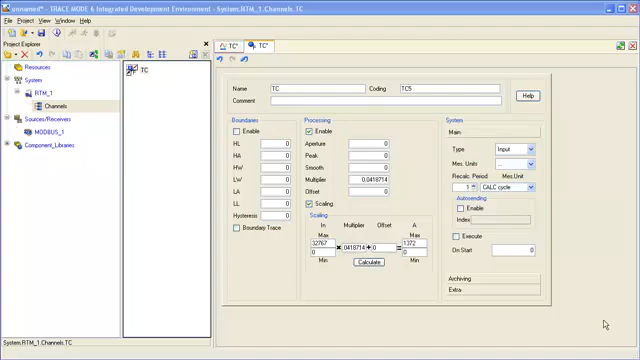 unnamed* - TRACE MODE 6 Integrated Development Environment - System.RTM_1.Channels.TC
File Project View Window Help
Project Explorer
Resources
System
RTM_1
Channels
Sources/Receivers
MODBUS_1
Component_Libraries
TC
TC* TC*
Name TC Coding TC5
Comment
Help
Boundaries
Enable
HL 0
HA 0
HW 0
LW 0
LA 0
LL 0
Hysteresis 0
Boundary Trace
Processing
Enable
Aperture 0
Peak. 0
Smooth 0
Multiplier 0.0418714
Offset 0
Scaling
Scaling
In Multiplier Offset A
Max Max
32767 1372
.0418714 + 0 =
0 0
Min Min
Calculate
System
Main
Type Input
Mes. Units ...
Recalc. Period Mes.Unit
1 CALC cycle
Autosending
Enable
Index
Execute
On Start 0
Archiving
Extra
System.RTM_1.Channels.TC